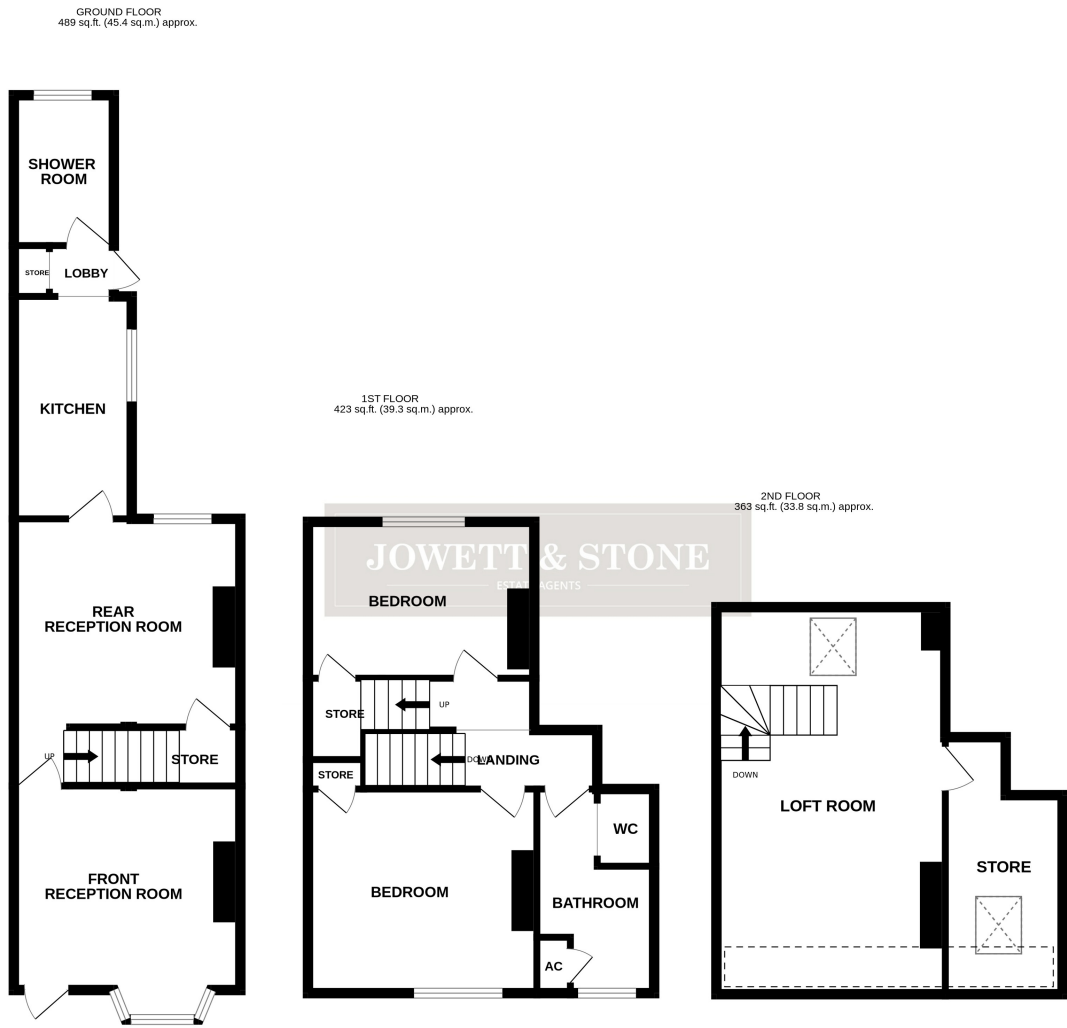 GROUND FLOOR
489 sq.ft. (45.4 sq.m.) approx.
SHOWER
ROOM
STORE
LOBBY
KITCHEN
REAR
RECEPTION ROOM
UP
STORE
FRONT
RECEPTION ROOM
1ST FLOOR
423 sq.ft. (39.3 sq.m.) approx.
JOWETT & STONE
ESTATE AGENTS
BEDROOM
STORE
UP
DOWN
LANDING
STORE
WC
BEDROOM
BATHROOM
AC
2ND FLOOR
363 sq.ft. (33.8 sq.m.) approx.
DOWN
LOFT ROOM
STORE